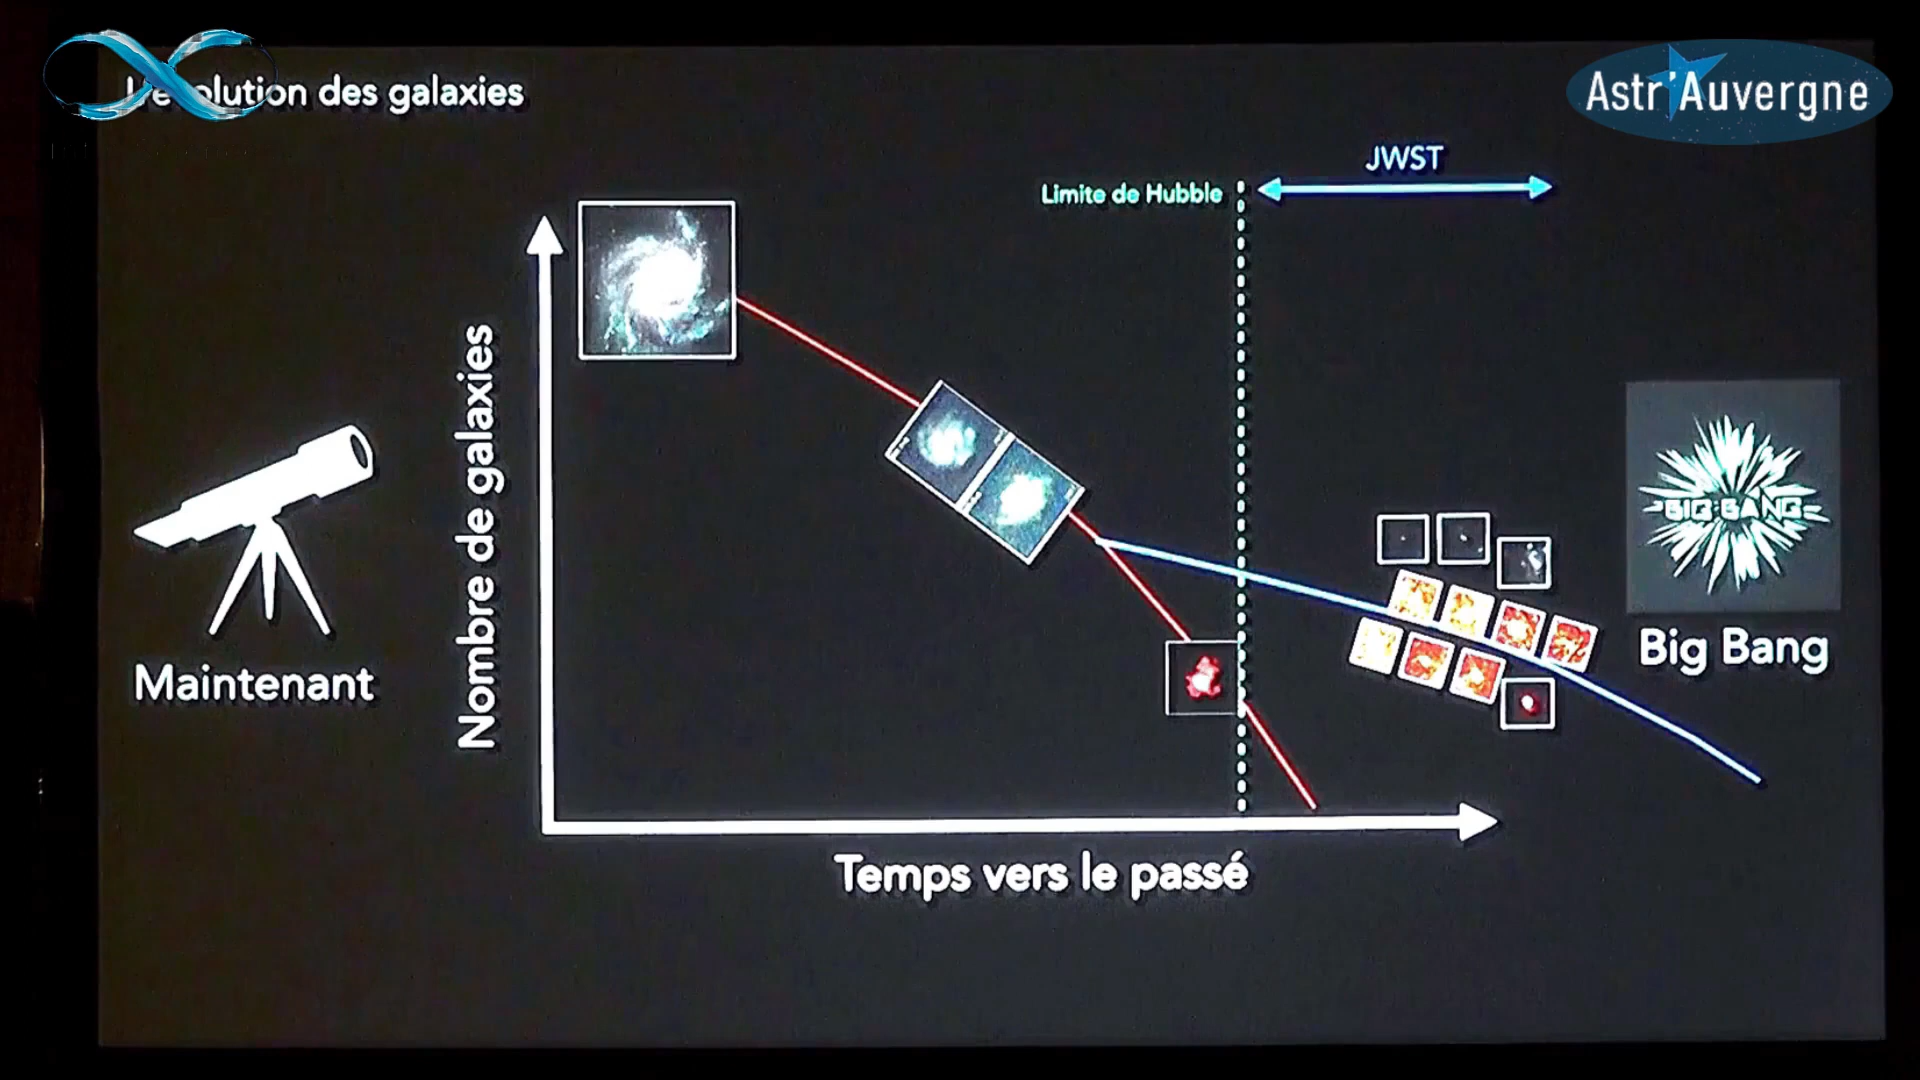 L'évolution des galaxies
Astr'Auvergne
JWST
Limite de Hubble
Nombre de galaxies
BIG BANG
Maintenant
Big Bang
Temps vers le passé